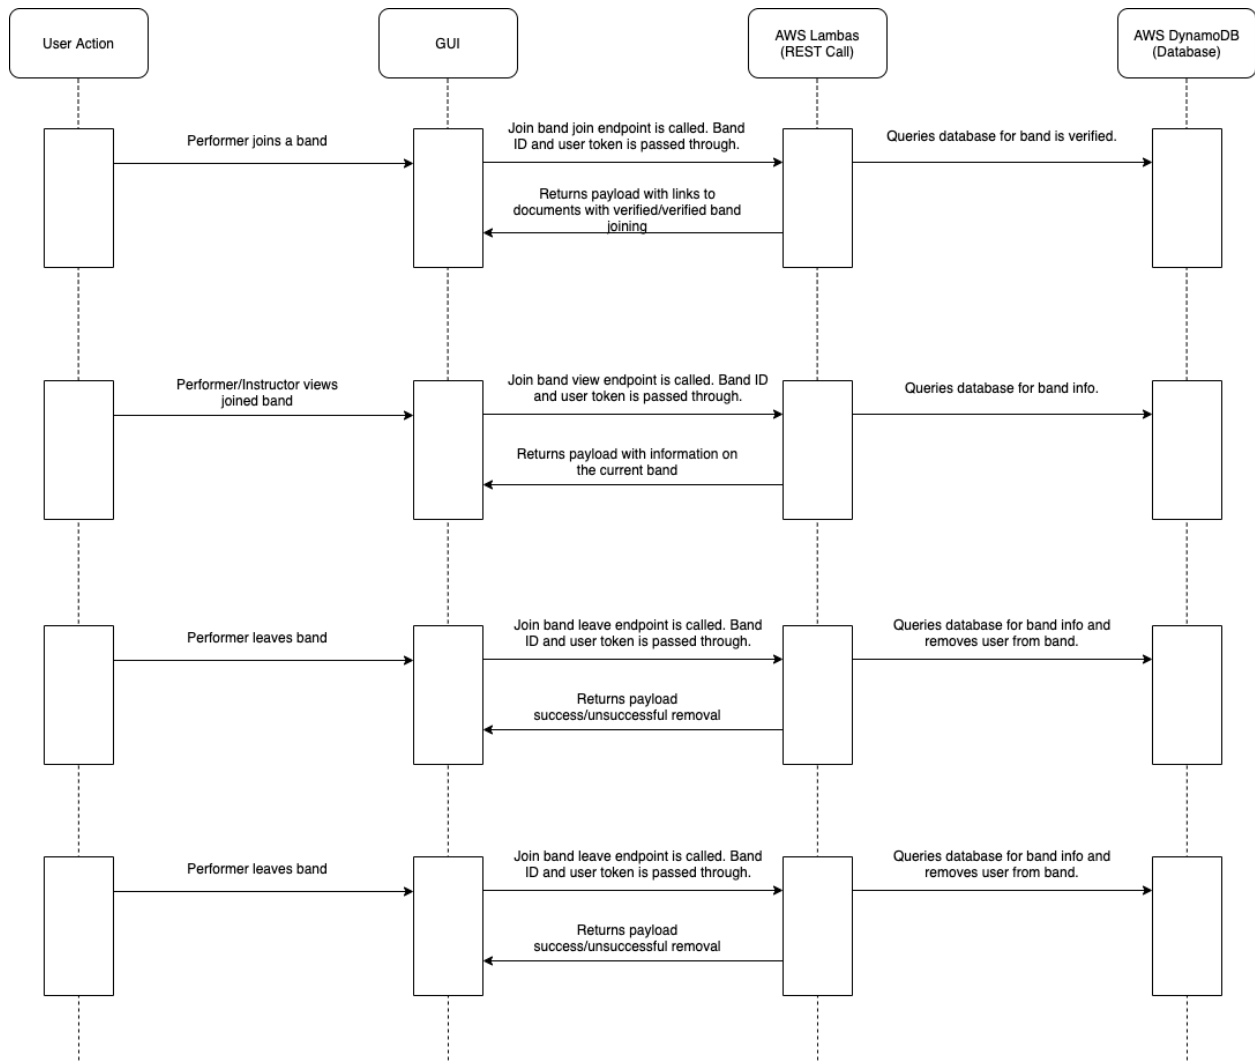 User Action
GUI
AWS Lambas
(REST Call)
AWS DynamoDB
(Database)
Performer joins a band
Join band join endpoint is called. Band
ID and user token is passed through.
Queries database for band is verified.
Returns payload with links to
documents with verified/verified band
joining
Performer/Instructor views
joined band
Join band view endpoint is called. Band ID
and user token is passed through.
Queries database for band info.
Returns payload with information on
the current band
Performer leaves band
Join band leave endpoint is called. Band
ID and user token is passed through.
Queries database for band info and
removes user from band.
Returns payload
success/unsuccessful removal
Performer leaves band
Join band leave endpoint is called. Band
ID and user token is passed through.
Queries database for band info and
removes user from band.
Returns payload
success/unsuccessful removal